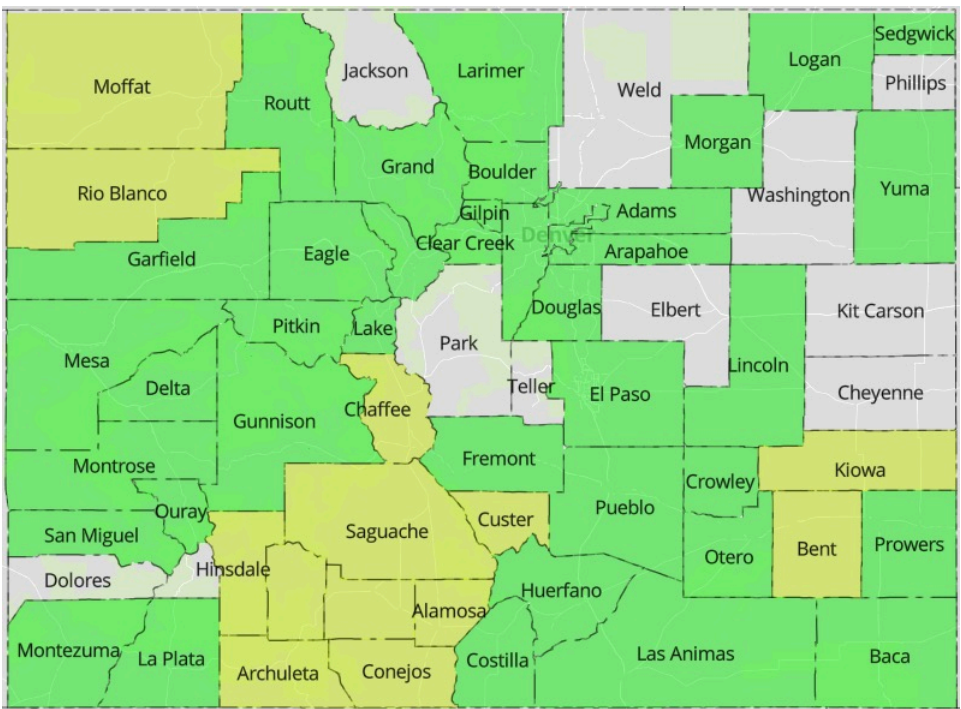 Sedgwick
Logan
Jackson
Larimer
Phillips
Moffat
Weld
Routt
Morgan
Grand
Boulder
Yuma
Rio Blanco
Washington
Gilpin
Adams
Denver
Clear Creek
Arapahoe
Eagle
Garfield
Douglas
Elbert
Kit Carson
Pitkin
Lake
Park
Mesa
Lincoln
Delta
Teller
El Paso
Cheyenne
Chaffee
Gunnison
Fremont
Montrose
Kiowa
Crowley
Pueblo
Ouray
Custer
San Miguel
Saguache
Prowers
Bent
Otero
Hinsdale
Dolores
Huerfano
Alamosa
Montezuma
La Plata
Costilla
Las Animas
Baca
Archuleta
Conejos